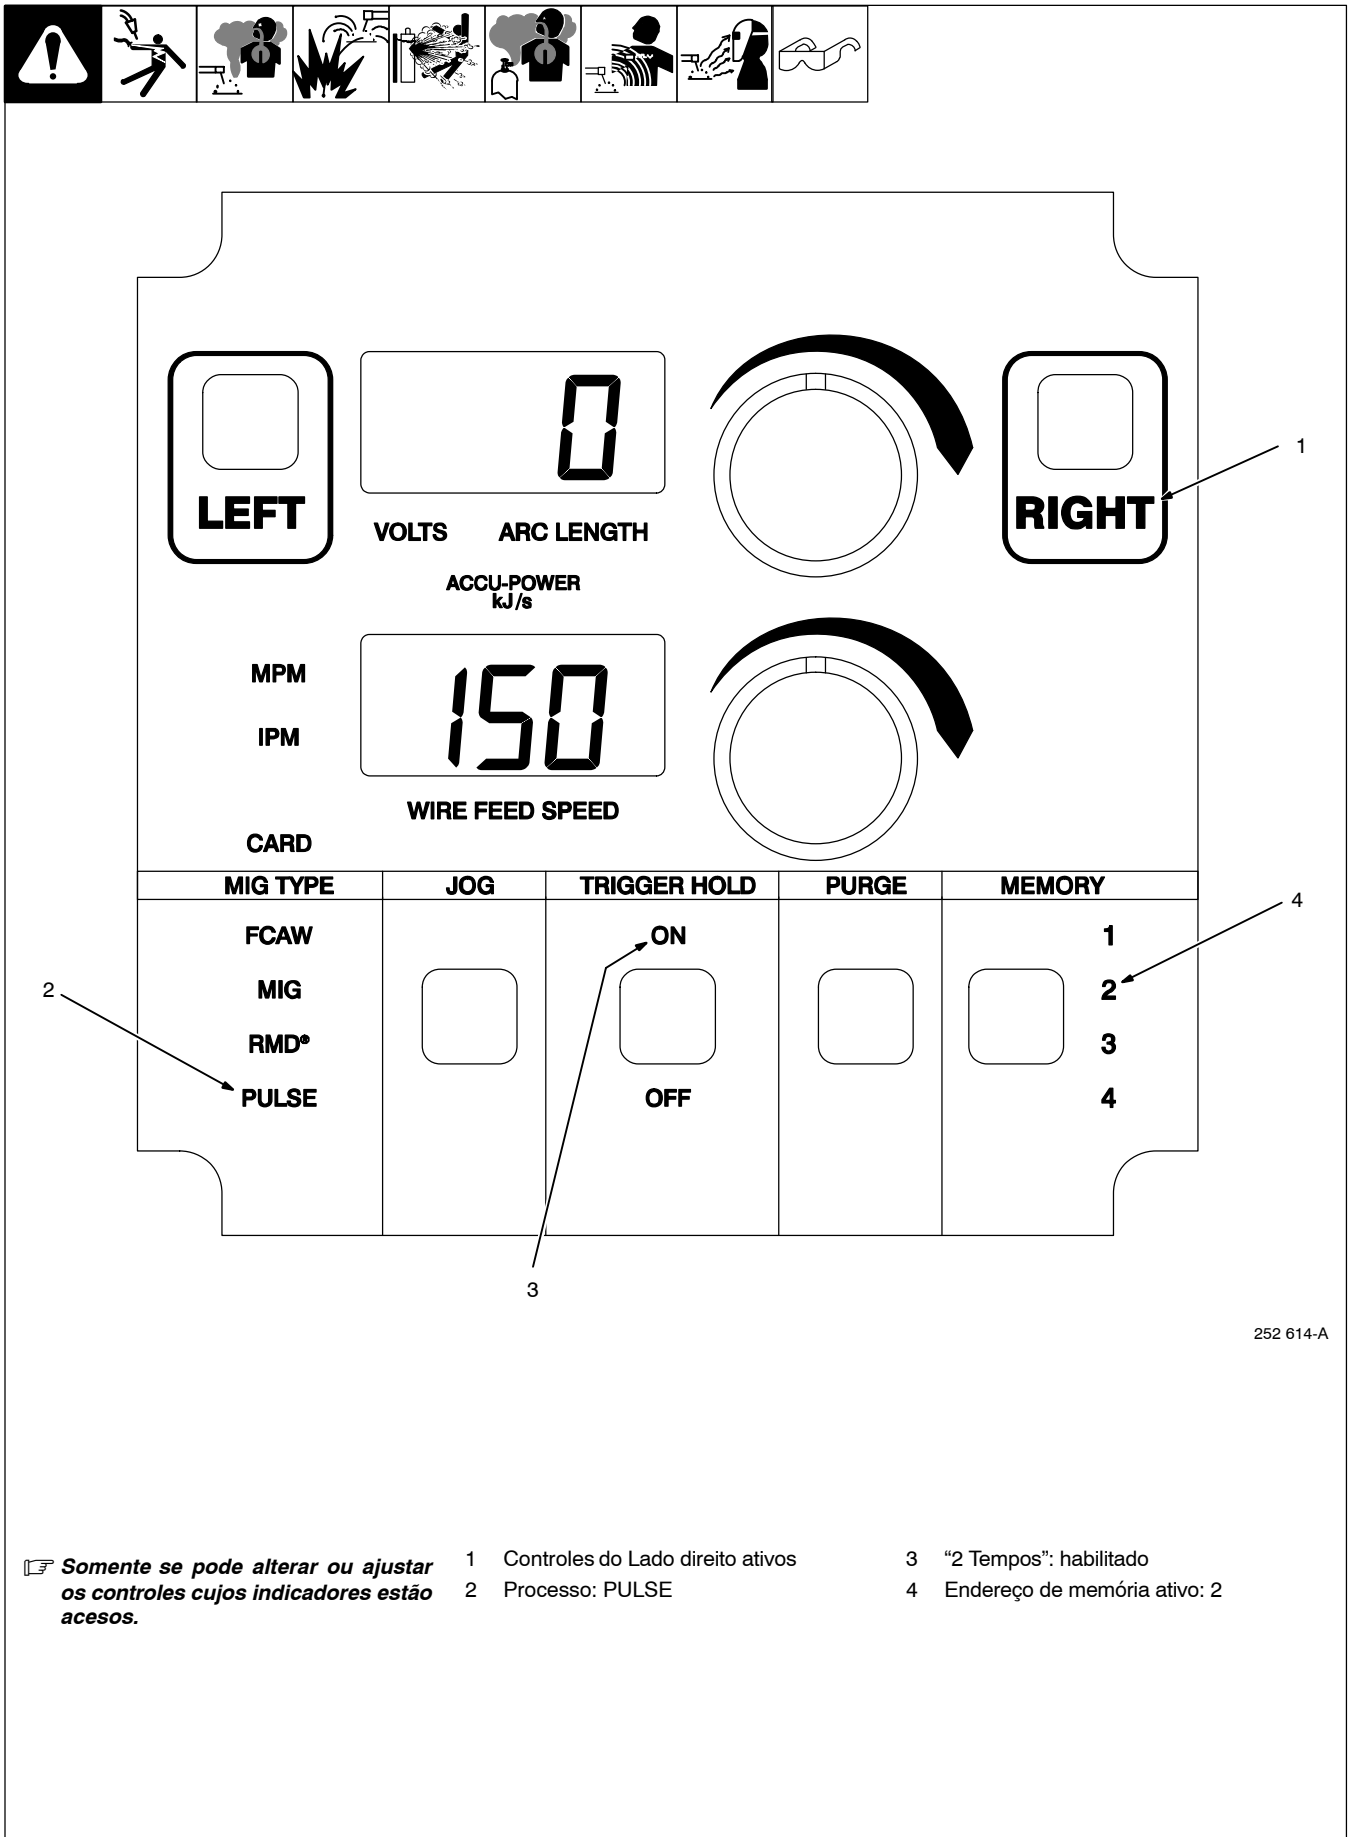 0
LEFT
RIGHT
1
VOLTS ARC LENGTH
ACCU-POWER
kJ/s
MPM
150
IPM
WIRE FEED SPEED
CARD
MIG TYPE JOG TRIGGER HOLD PURGE MEMORY
4
FCAW ON 1
2 MIG 2
RMD® 3
PULSE OFF 4
3
252 614-A
Somente se pode alterar ou ajustar
os controles cujos indicadores estão
acesos.
1 Controles do Lado direito ativos
2 Processo: PULSE
3 “2 Tempos”: habilitado
4 Endereço de memória ativo: 2